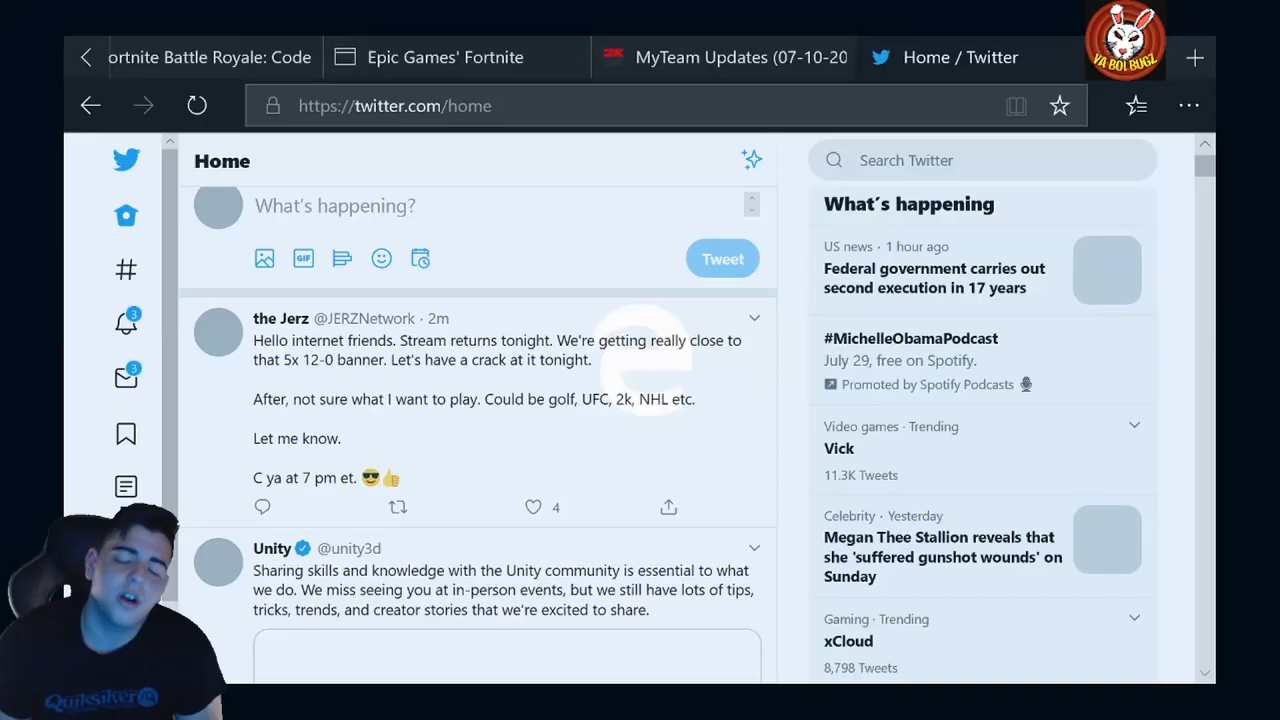 ortnite Battle Royale: Code
Epic Games' Fortnite
2K
MyTeam Updates (07-10-20
Home / Twitter
YA BOI BUGZ
https://twitter.com/home
Home
Search Twitter
What's happening?
GIF
Tweet
the Jerz @JERZNetwork · 2m
Hello internet friends. Stream returns tonight. We're getting really close to
that 5x 12-0 banner. Let's have a crack at it tonight.
After, not sure what I want to play. Could be golf, UFC, 2k, NHL etc.
Let me know.
C ya at 7 pm et. 😎👍
4
Unity @unity3d
Sharing skills and knowledge with the Unity community is essential to what
we do. We miss seeing you at in-person events, but we still have lots of tips,
tricks, trends, and creator stories that we're excited to share.
What's happening
US news · 1 hour ago
Federal government carries out
second execution in 17 years
#MichelleObamaPodcast
July 29, free on Spotify.
Promoted by Spotify Podcasts 🎙
Video games · Trending
Vick
11.3K Tweets
Celebrity · Yesterday
Megan Thee Stallion reveals that
she 'suffered gunshot wounds' on
Sunday
Gaming · Trending
xCloud
8,798 Tweets
3
3
Quiksilver